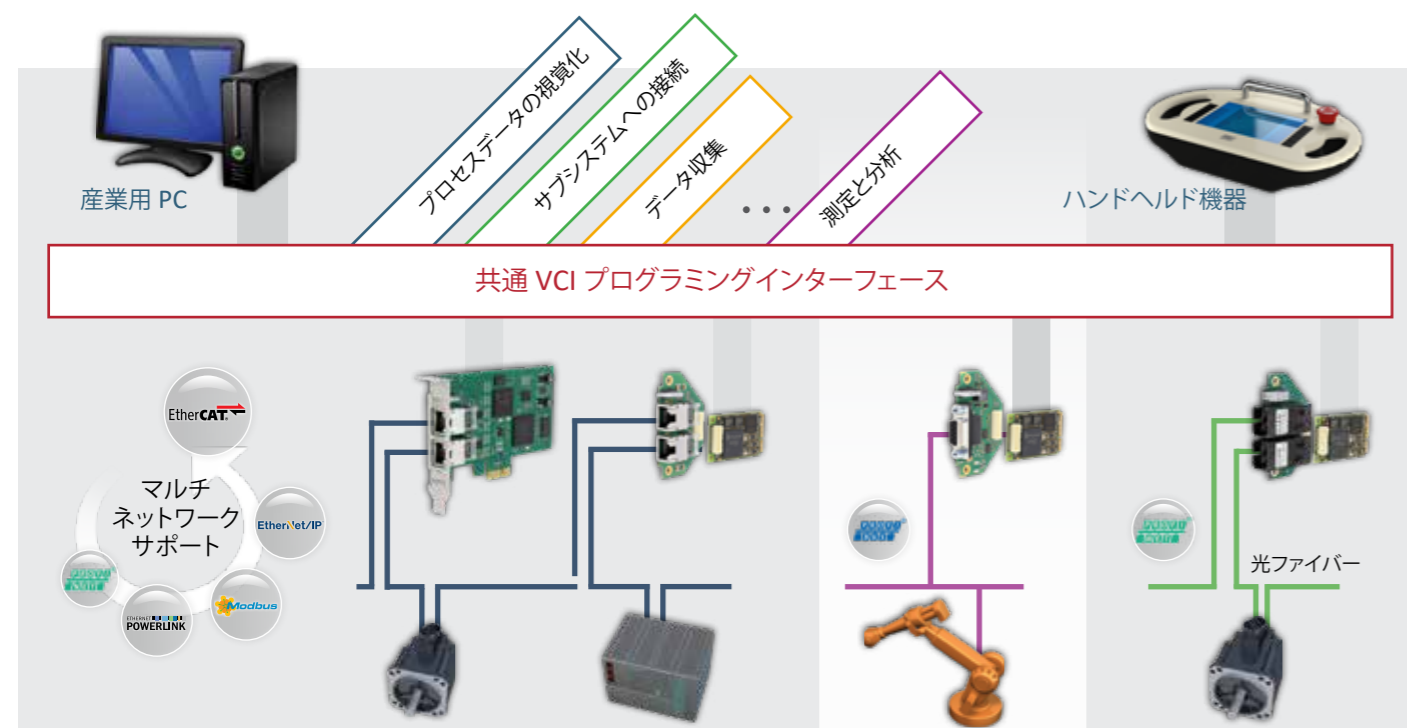 プロセスデータの視覚化
サブシステムへの接続
データ収集
...
測定と分析
産業用 PC
ハンドヘルド機器
共通 VCI プログラミングインターフェース
EtherCAT
マルチ
ネットワーク
サポート
EtherNet/IP
Modbus
ETHERNET
POWERLINK
光ファイバー